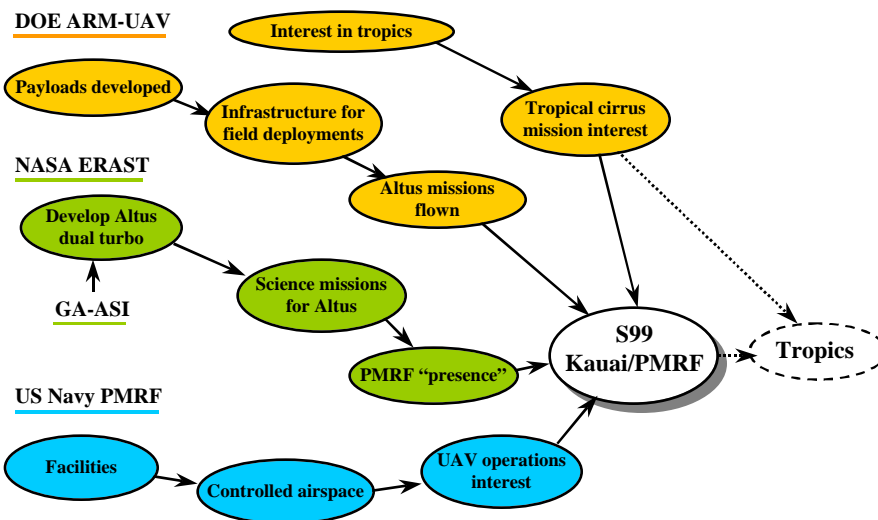 DOE ARM-UAV
Interest in tropics
Payloads developed
Infrastructure for
field deployments
Tropical cirrus
mission interest
NASA ERAST
Altus missions
flown
Develop Altus
dual turbo
GA-ASI
Science missions
for Altus
S99
Kauai/PMRF
Tropics
PMRF “presence”
US Navy PMRF
Facilities
Controlled airspace
UAV operations
interest